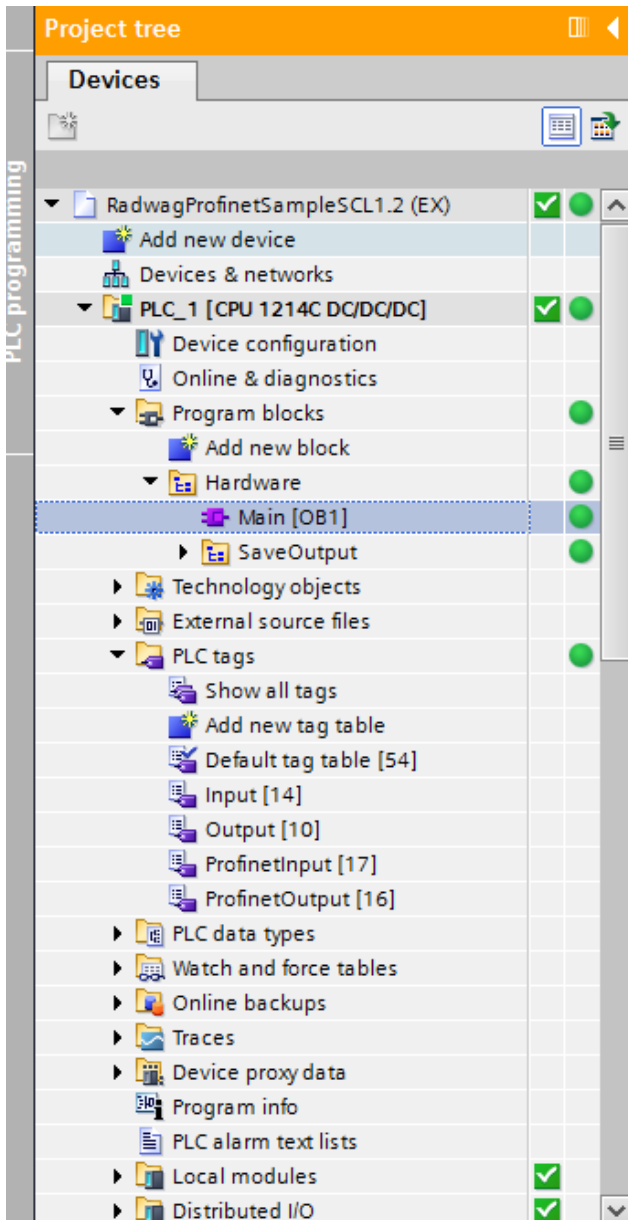 Project tree
Devices
PLC programming
RadwagProfinetSampleSCL1.2 (EX)
Add new device
Devices & networks
PLC_1 [CPU 1214C DC/DC/DC]
Device configuration
Online & diagnostics
Program blocks
Add new block
Hardware
Main [OB1]
SaveOutput
Technology objects
External source files
PLC tags
Show all tags
Add new tag table
Default tag table [54]
Input [14]
Output [10]
ProfinetInput [17]
ProfinetOutput [16]
PLC data types
Watch and force tables
Online backups
Traces
Device proxy data
Program info
PLC alarm text lists
Local modules
Distributed I/O